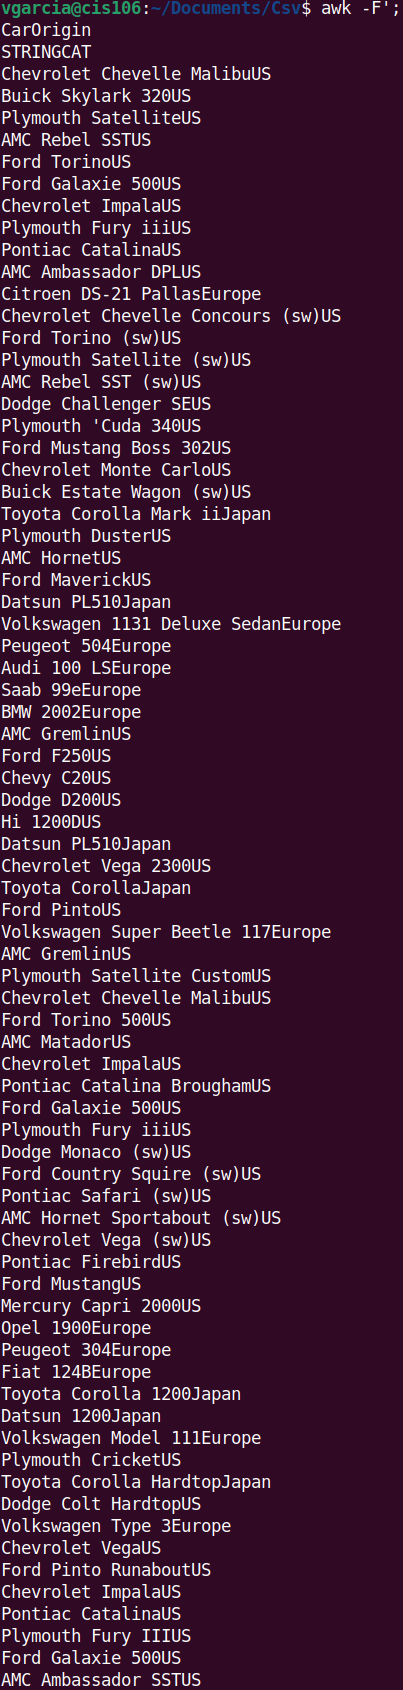 vgarcia@cis106:~/Documents/Csv$ awk -F';
CarOrigin
STRINGCAT
Chevrolet Chevelle MalibuUS
Buick Skylark 320US
Plymouth SatelliteUS
AMC Rebel SSTUS
Ford TorinoUS
Ford Galaxie 500US
Chevrolet ImpalaUS
Plymouth Fury iiiUS
Pontiac CatalinaUS
AMC Ambassador DPLUS
Citroen DS-21 PallasEurope
Chevrolet Chevelle Concours (sw)US
Ford Torino (sw)US
Plymouth Satellite (sw)US
AMC Rebel SST (sw)US
Dodge Challenger SEUS
Plymouth 'Cuda 340US
Ford Mustang Boss 302US
Chevrolet Monte CarloUS
Buick Estate Wagon (sw)US
Toyota Corolla Mark iiJapan
Plymouth DusterUS
AMC HornetUS
Ford MaverickUS
Datsun PL510Japan
Volkswagen 1131 Deluxe SedanEurope
Peugeot 504Europe
Audi 100 LSEurope
Saab 99eEurope
BMW 2002Europe
AMC GremlinUS
Ford F250US
Chevy C20US
Dodge D200US
Hi 1200DUS
Datsun PL510Japan
Chevrolet Vega 2300US
Toyota CorollaJapan
Ford PintoUS
Volkswagen Super Beetle 117Europe
AMC GremlinUS
Plymouth Satellite CustomUS
Chevrolet Chevelle MalibuUS
Ford Torino 500US
AMC MatadorUS
Chevrolet ImpalaUS
Pontiac Catalina BroughamUS
Ford Galaxie 500US
Plymouth Fury iiiUS
Dodge Monaco (sw)US
Ford Country Squire (sw)US
Pontiac Safari (sw)US
AMC Hornet Sportabout (sw)US
Chevrolet Vega (sw)US
Pontiac FirebirdUS
Ford MustangUS
Mercury Capri 2000US
Opel 1900Europe
Peugeot 304Europe
Fiat 124BEurope
Toyota Corolla 1200Japan
Datsun 1200Japan
Volkswagen Model 111Europe
Plymouth CricketUS
Toyota Corolla HardtopJapan
Dodge Colt HardtopUS
Volkswagen Type 3Europe
Chevrolet VegaUS
Ford Pinto RunaboutUS
Chevrolet ImpalaUS
Pontiac CatalinaUS
Plymouth Fury IIIUS
Ford Galaxie 500US
AMC Ambassador SSTUS